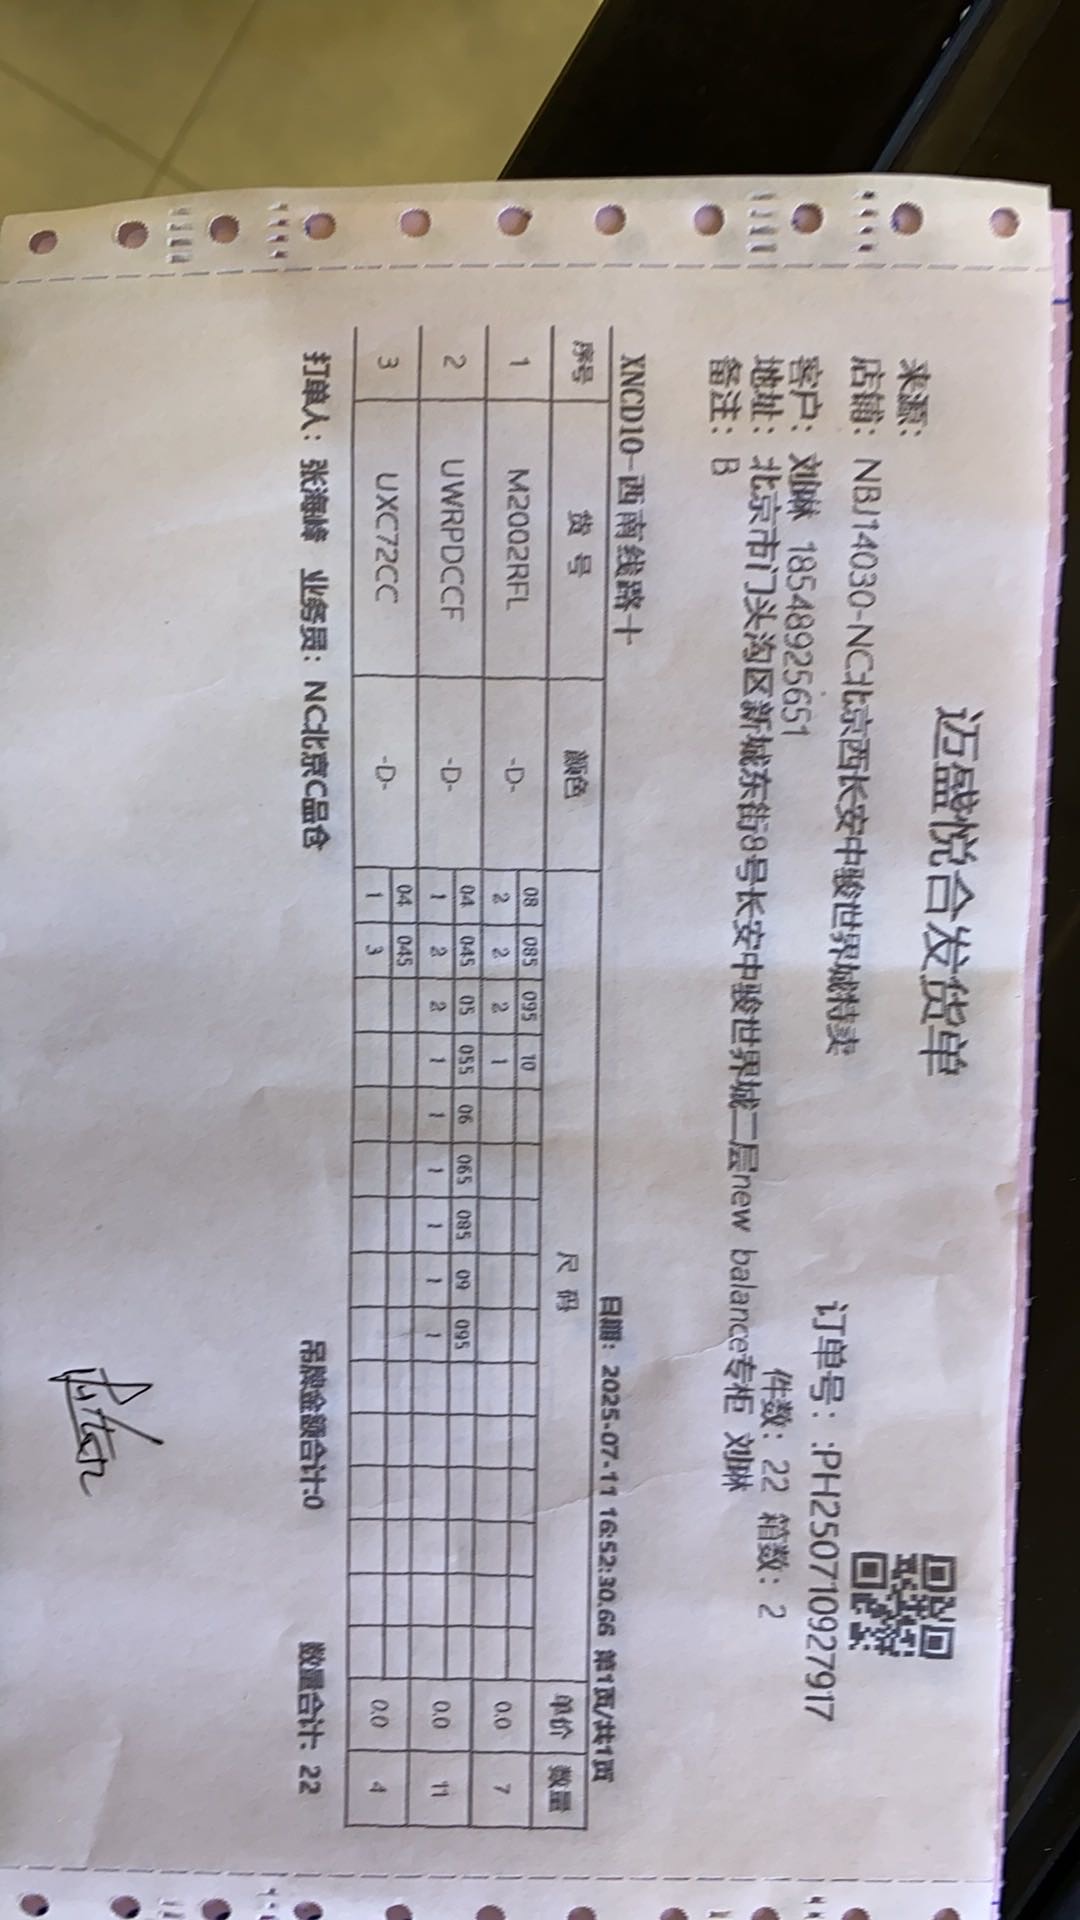 迈盛悦合发货单
来源：
店铺：NBJ14030-NC北京西长安中骏世界城特卖
订单号：:PH250710927917
客户：刘琳 18548925651
件数：22 箱数：2
地址：北京市门头沟区新城东街8号长安中骏世界城二层new balance专柜 刘琳
备注：B
XNCD10-西南线路十
日期：2025-07-11 16:52:30.66 第1页/共1页
序号 货号 颜色 尺码 单价 数量
1 M2002RFL -D- 08 085 095 10 0.0 7
2 2 2 1
2 UWRPDCCF -D- 04 045 05 055 06 065 085 09 095 0.0 11
1 2 2 1 1 1 1 1 1
3 UXC72CC -D- 04 045 0.0 4
1 3
打单人：张海峰 业务员：NC北京C品仓 吊牌金额合计:0 数量合计：22